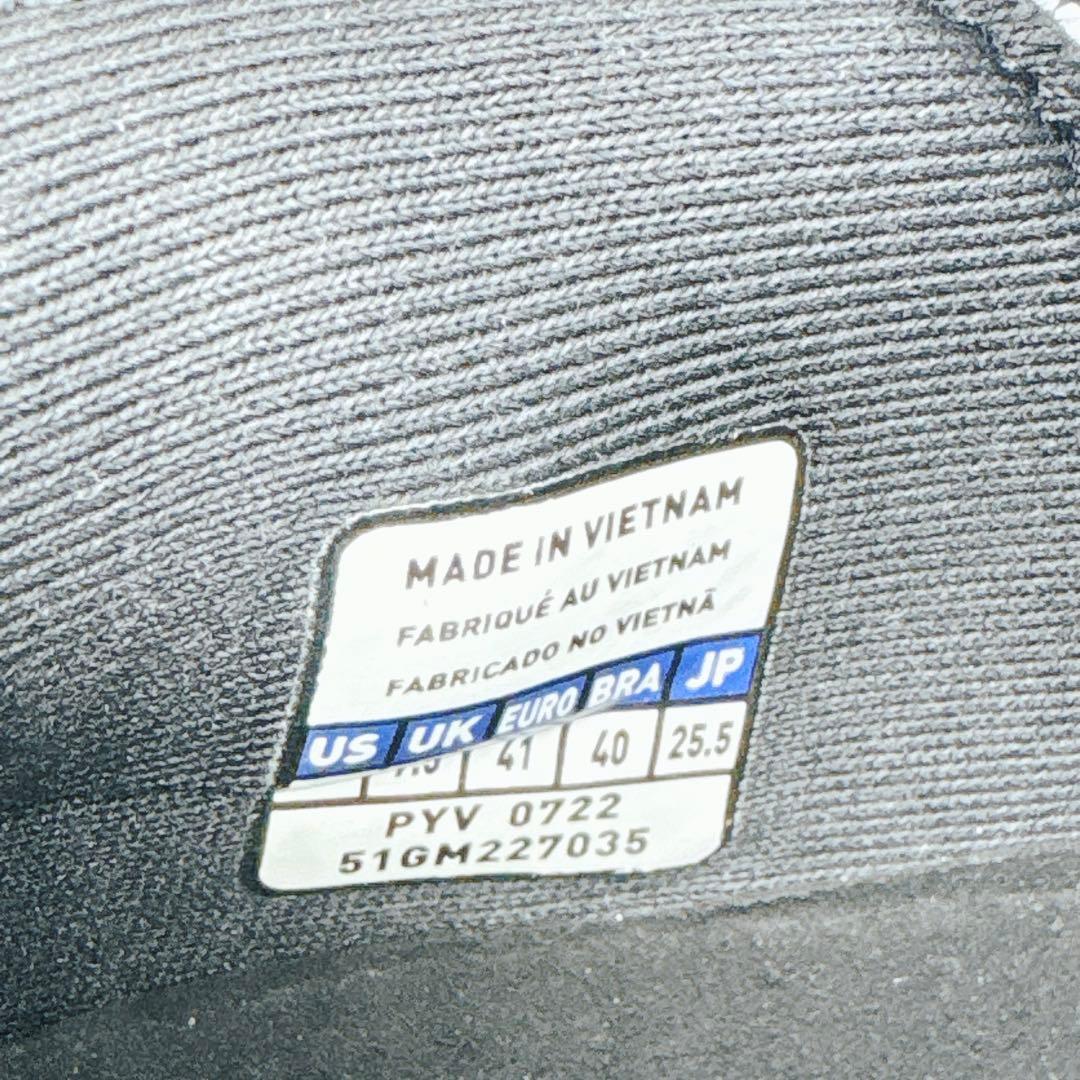 MADE IN VIETNAM
FABRIQUÉ AU VIETNAM
FABRICADO NO VIETNÃ
US UK EURO BRA JP
41 40 25.5
PYV 0722
51GM227035